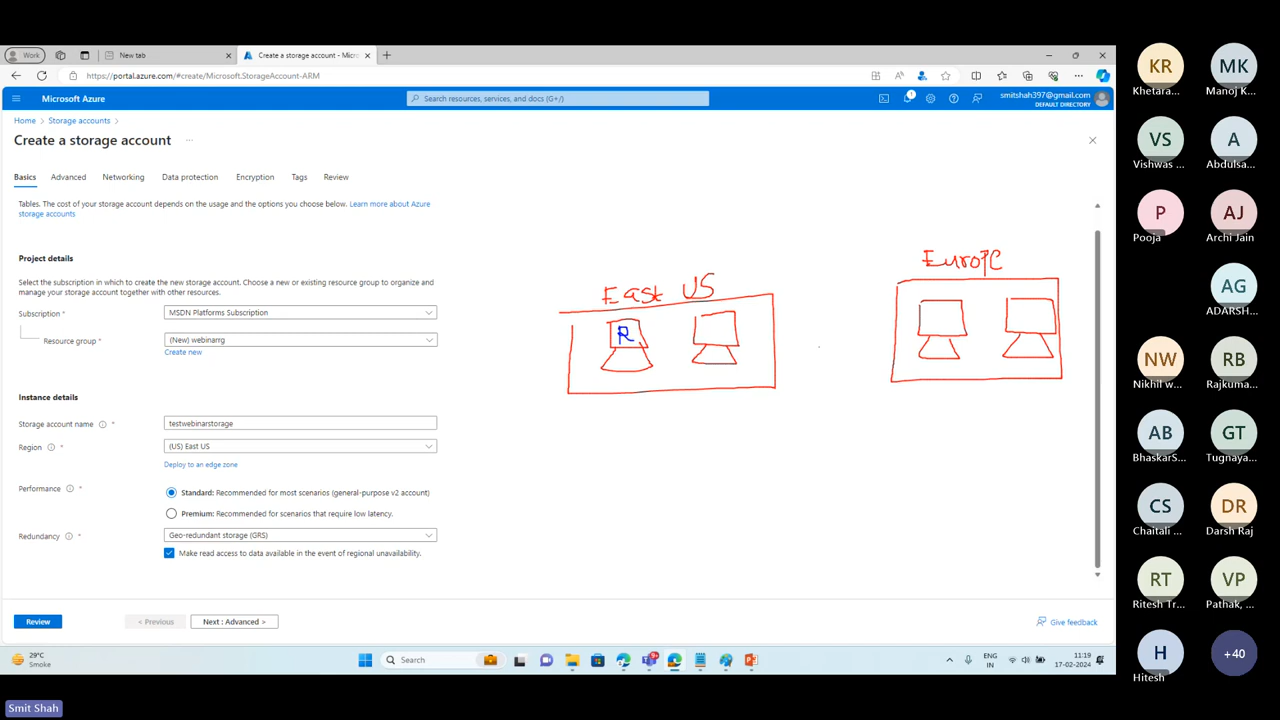 Work
New tab
Create a storage account - Micro
https://portal.azure.com/#create/Microsoft.StorageAccount-ARM
Microsoft Azure
Search resources, services, and docs (G+/)
1
smitshah397@gmail.com
DEFAULT DIRECTORY
Home > Storage accounts >
Create a storage account ...
Basics Advanced Networking Data protection Encryption Tags Review
Tables. The cost of your storage account depends on the usage and the options you choose below. Learn more about Azure
storage accounts
Project details
Select the subscription in which to create the new storage account. Choose a new or existing resource group to organize and
manage your storage account together with other resources.
Subscription * MSDN Platforms Subscription
Resource group * (New) webinarrg
Create new
Instance details
Storage account name * testwebinarstorage
Region * (US) East US
Deploy to an edge zone
Performance * Standard: Recommended for most scenarios (general-purpose v2 account)
Premium: Recommended for scenarios that require low latency.
Redundancy * Geo-redundant storage (GRS)
Make read access to data available in the event of regional unavailability.
East US
R
Europe
Review < Previous Next : Advanced >
Give feedback
29°C
Smoke
Search
ENG
IN
11:19
17-02-2024
Smit Shah
KR MK
Khetara... Manoj K...
VS A
Vishwas ... Abdulsa...
P AJ
Pooja Archi Jain
AG
ADARSH...
NW RB
Nikhil w... Rajkuma...
AB GT
BhaskarS... Tugnaya...
CS DR
Chaitali ... Darsh Raj
RT VP
Ritesh Tr... Pathak, ...
H +40
Hitesh